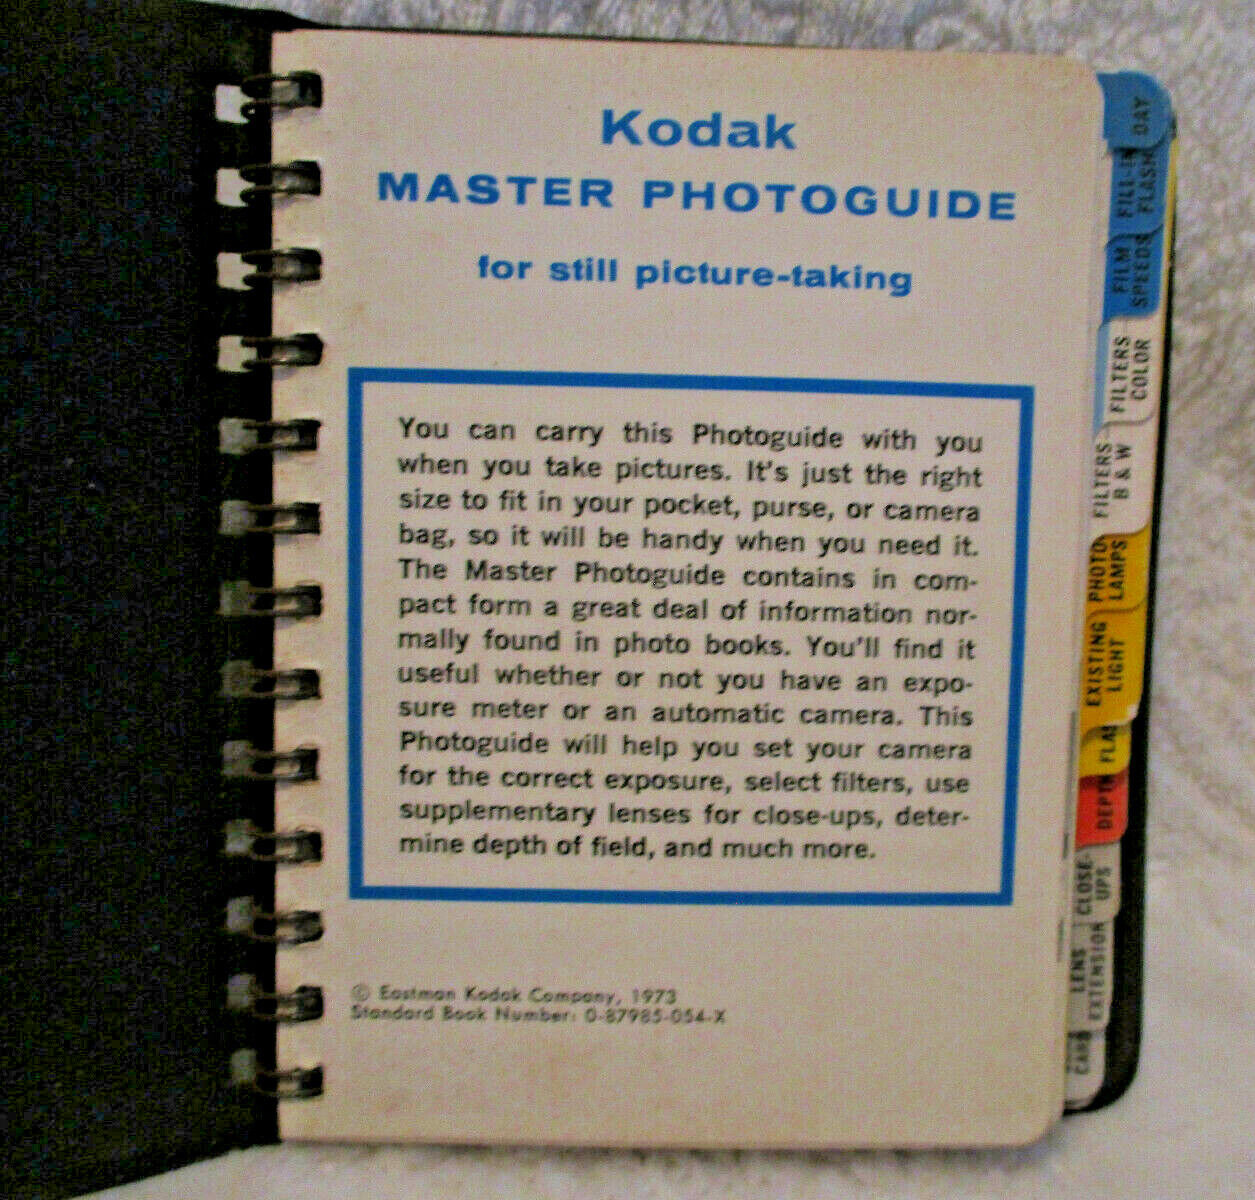 Kodak
MASTER PHOTOGUIDE
for still picture-taking
You can carry this Photoguide with you
when you take pictures. It's just the right
size to fit in your pocket, purse, or camera
bag, so it will be handy when you need it.
The Master Photoguide contains in com-
pact form a great deal of information nor-
mally found in photo books. You'll find it
useful whether or not you have an expo-
sure meter or an automatic camera. This
Photoguide will help you set your camera
for the correct exposure, select filters, use
supplementary lenses for close-ups, deter-
mine depth of field, and much more.
© Eastman Kodak Company, 1973
Standard Book Number: 0-87985-054-X
DAY
FILL-IN
FLASH
FILM
SPEEDS
FILTERS
COLOR
FILTERS
B & W
PHOTO
LAMPS
EXISTING
LIGHT
FLA
DEPTH
CLOSE-
UPS
LENS
EXTENSION
CARE